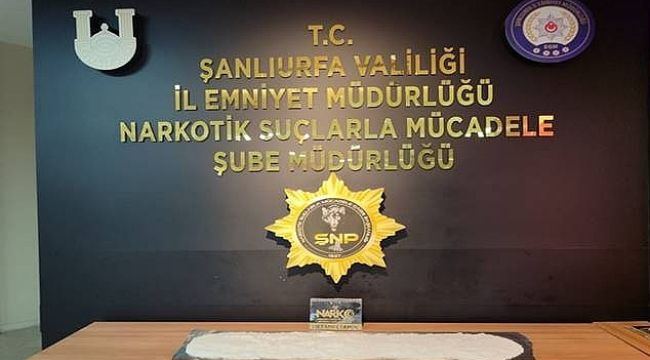 T.C.
ŞANLIURFA VALİLİĞİ
İL EMNİYET MÜDÜRLÜĞÜ
NARKOTİK SUÇLARLA MÜCADELE
ŞUBE MÜDÜRLÜĞÜ
ŞNP
NARKO